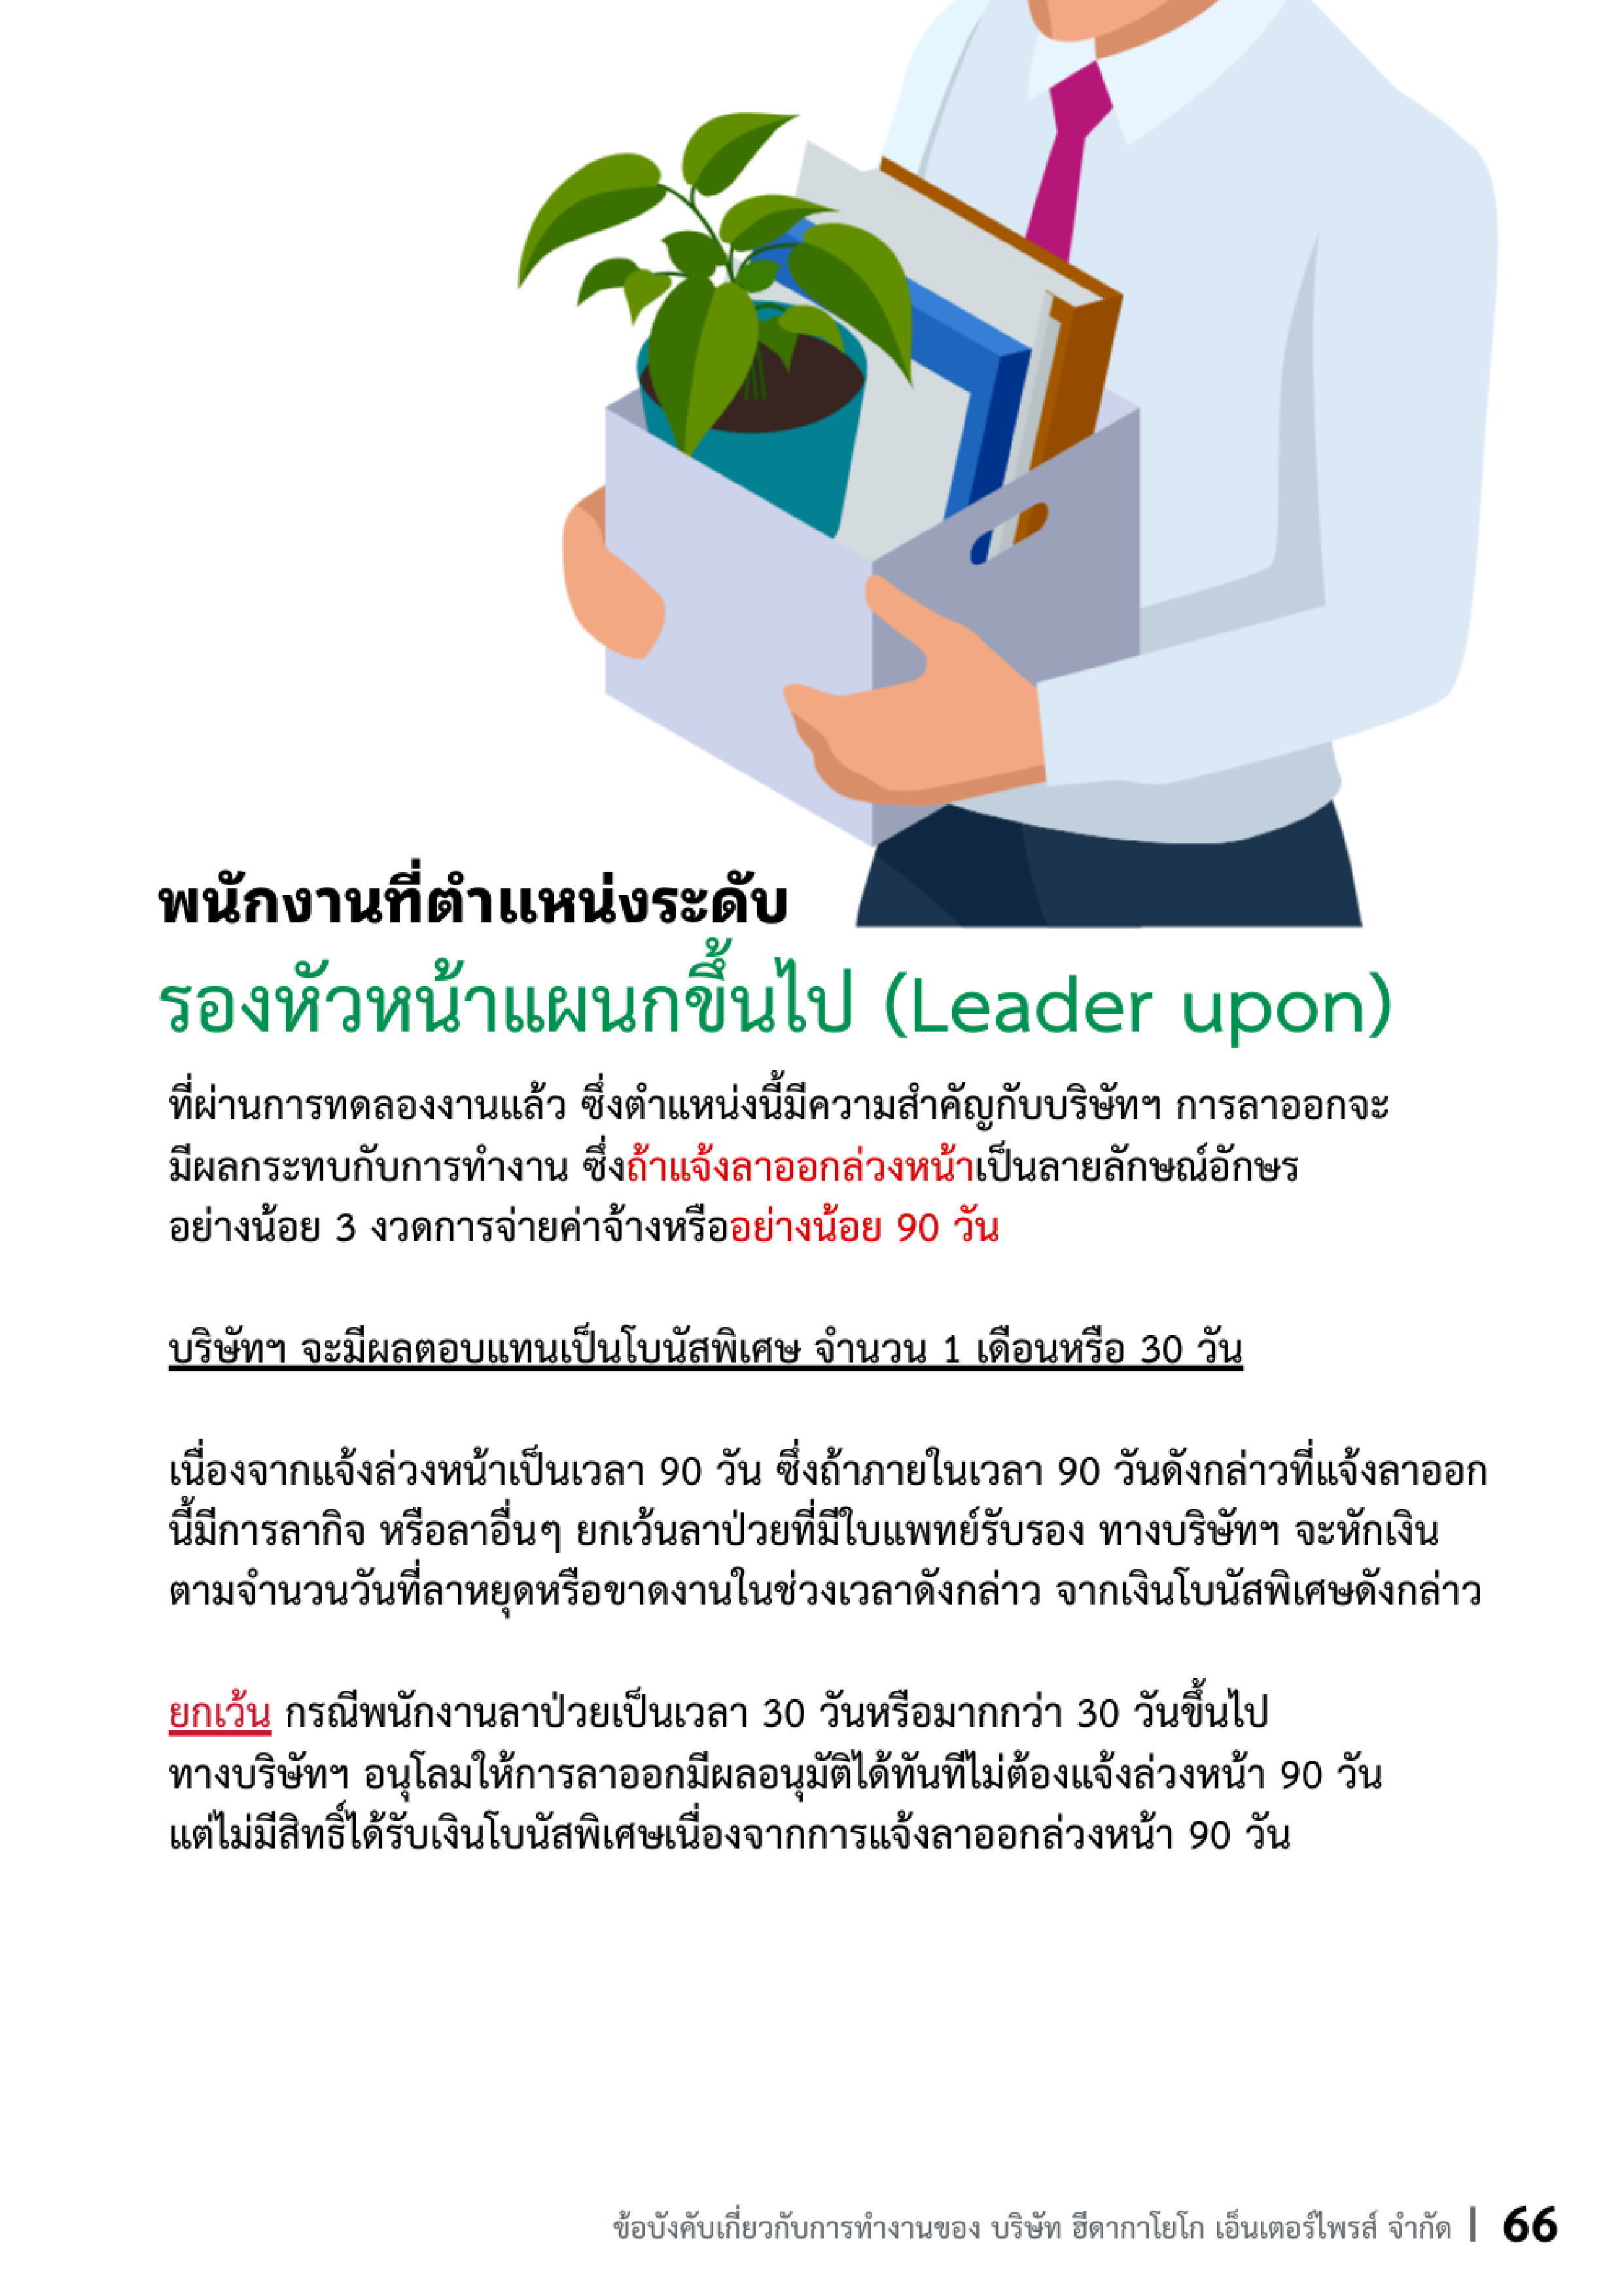 พนักงานที่ตำแหน่งระดับ
รองหัวหน้าแผนกขึ้นไป (Leader upon)
ที่ผ่านการทดลองงานแล้ว ซึ่งตำแหน่งนี้มีความสำคัญกับบริษัทฯ การลาออกจะ
มีผลกระทบกับการทำงาน ซึ่งถ้าแจ้งลาออกล่วงหน้าเป็นลายลักษณ์อักษร
อย่างน้อย 3 งวดการจ่ายค่าจ้างหรืออย่างน้อย 90 วัน
บริษัทฯ จะมีผลตอบแทนเป็นโบนัสพิเศษ จำนวน 1 เดือนหรือ 30 วัน
เนื่องจากแจ้งล่วงหน้าเป็นเวลา 90 วัน ซึ่งถ้าภายในเวลา 90 วันดังกล่าวที่แจ้งลาออก
นี้มีการลากิจ หรือลาอื่นๆ ยกเว้นลาป่วยที่มีใบแพทย์รับรอง ทางบริษัทฯ จะหักเงิน
ตามจำนวนวันที่ลาหยุดหรือขาดงานในช่วงเวลาดังกล่าว จากเงินโบนัสพิเศษดังกล่าว
ยกเว้น กรณีพนักงานลาป่วยเป็นเวลา 30 วันหรือมากกว่า 30 วันขึ้นไป
ทางบริษัทฯ อนุโลมให้การลาออกมีผลอนุมัติได้ทันทีไม่ต้องแจ้งล่วงหน้า 90 วัน
แต่ไม่มีสิทธิ์ได้รับเงินโบนัสพิเศษเนื่องจากการแจ้งลาออกล่วงหน้า 90 วัน
ข้อบังคับเกี่ยวกับการทำงานของ บริษัท ฮีดากาโยโก เอ็นเตอร์ไพรส์ จำกัด | 66